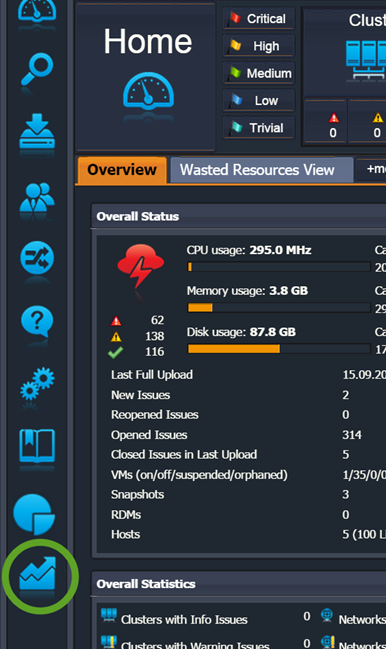 Home
Critical
High
Medium
Low
Trivial
Clus
0
0
Overview
Wasted Resources View
+m
Overall Status
CPU usage: 295.0 MHz
Ca
20
Memory usage: 3.8 GB
Ca
29
Disk usage: 87.8 GB
Ca
17
62
138
116
Last Full Upload 15.09.20
New Issues 2
Reopened Issues 0
Opened Issues 314
Closed Issues in Last Upload 5
VMs (on/off/suspended/orphaned) 1/35/0/0
Snapshots 3
RDMs 0
Hosts 5 (100 L
Overall Statistics
Clusters with Info Issues 0 Networks
Clusters with Warning Issues 0 Networks